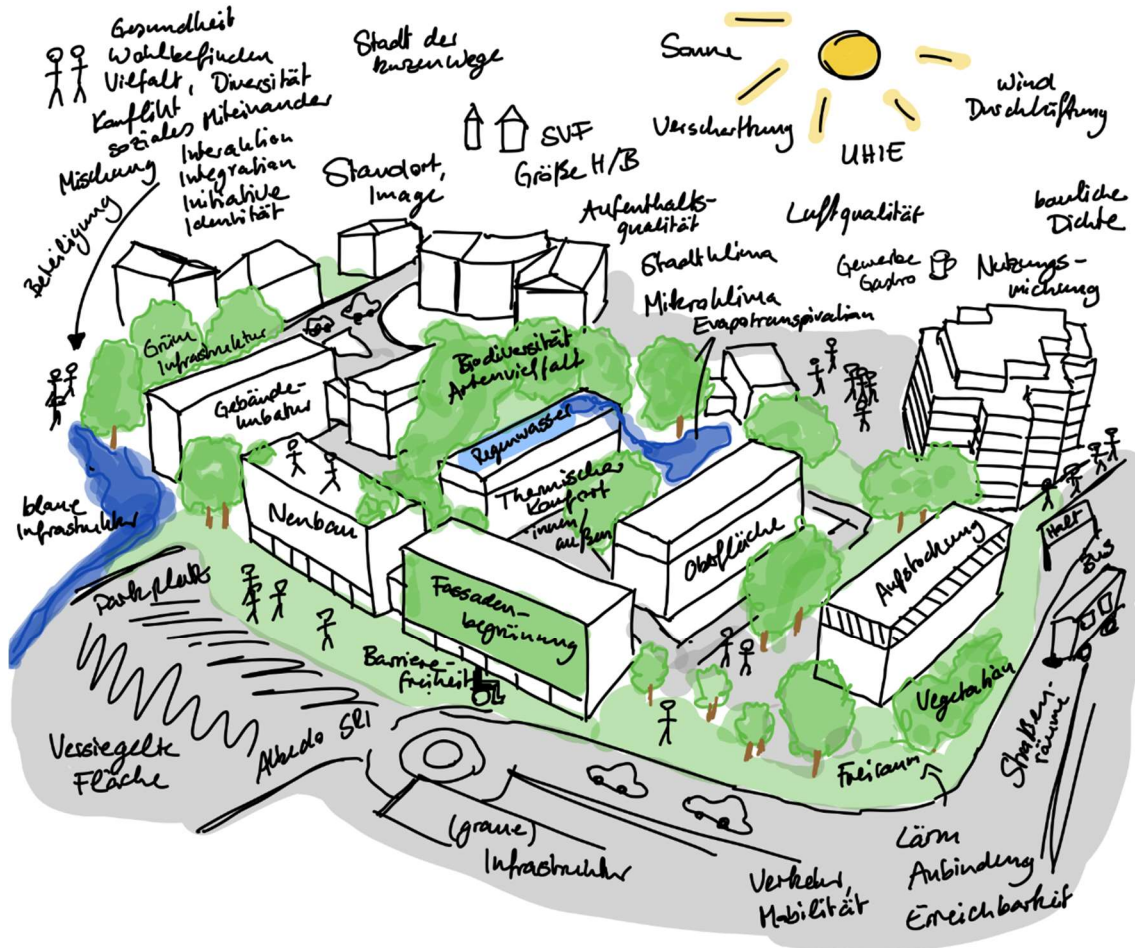 Gesundheit
Wohlbefinden
Vielfalt, Diversität
Konflikt
soziales Miteinander
Mischung
Interaktion
Integration
Initiative
Identität
Beteiligung
Stadt der
kurzen Wege
SVF
Größe H/B
Standort,
Image
Sonne
Verschattung
UHIE
Wind
Durchlüftung
Aufenthalts-
qualität
Luftqualität
bauliche
Dichte
Stadtklima
Gewerbe
Gastro
Nutzungs-
mischung
Mikroklima
Evapotranspiration
Grün
Infrastruktur
Biodiversität
Artenvielfalt
Gebäude-
kubatur
Regenwasser
Thermischer
Komfort
innen/
außen
blaue
Infrastruktur
Neubau
Oberfläche
Aufstockung
Halt
BUS
Parkplatz
Fassaden-
begrünung
Barriere-
freiheit
Vegetation
Straßen-
räume
Versiegelte
Fläche
Albedo SRI
Freiraum
(graue)
Infrastruktur
Verkehr,
Mobilität
Lärm
Anbindung
Erreichbarkeit